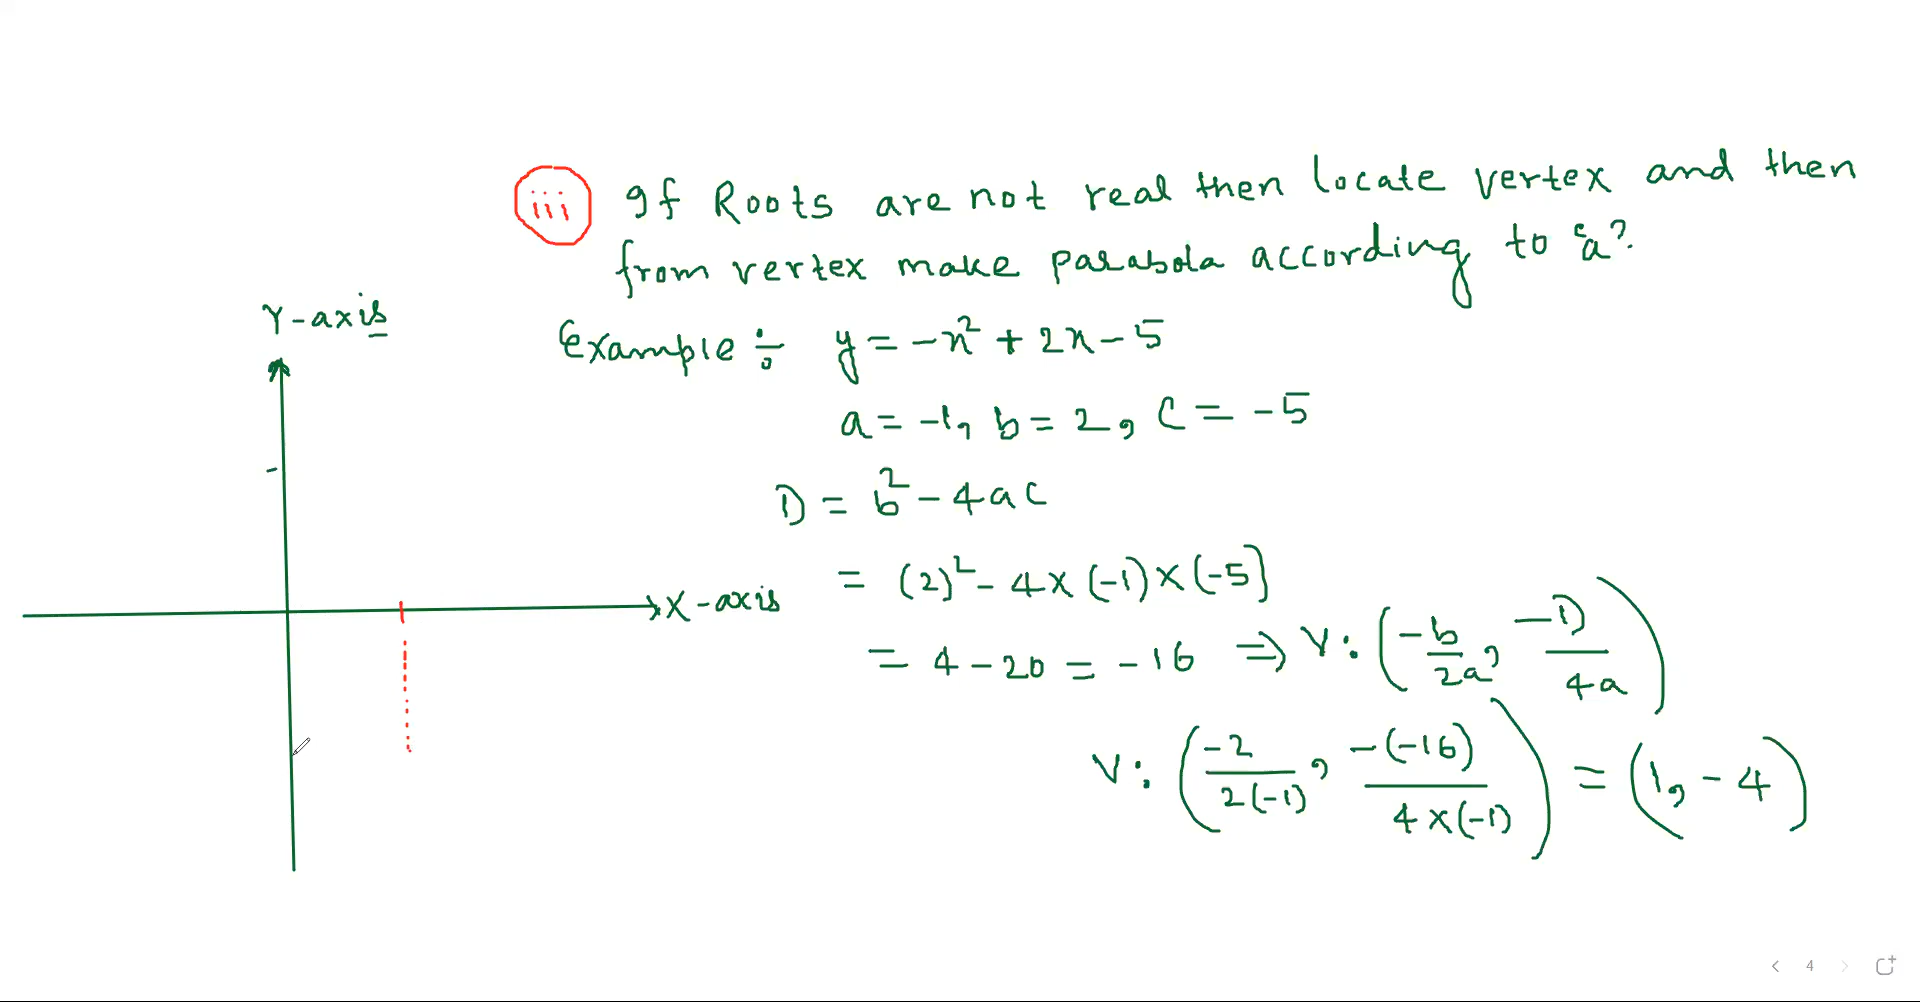 iii If Roots are not real then locate vertex and then
from vertex make parabola according to 'a'?
Y-axis
Example ÷ y = -x² + 2x - 5
a = -1, b = 2, C = -5
D = b² - 4ac
= (2)² - 4x (-1) x (-5)
X-axis
= 4 - 20 = -16 => V: (-b/2a, -D/4a)
V: (-2/2(-1), -(-16)/4x(-1)) = (1, -4)
4